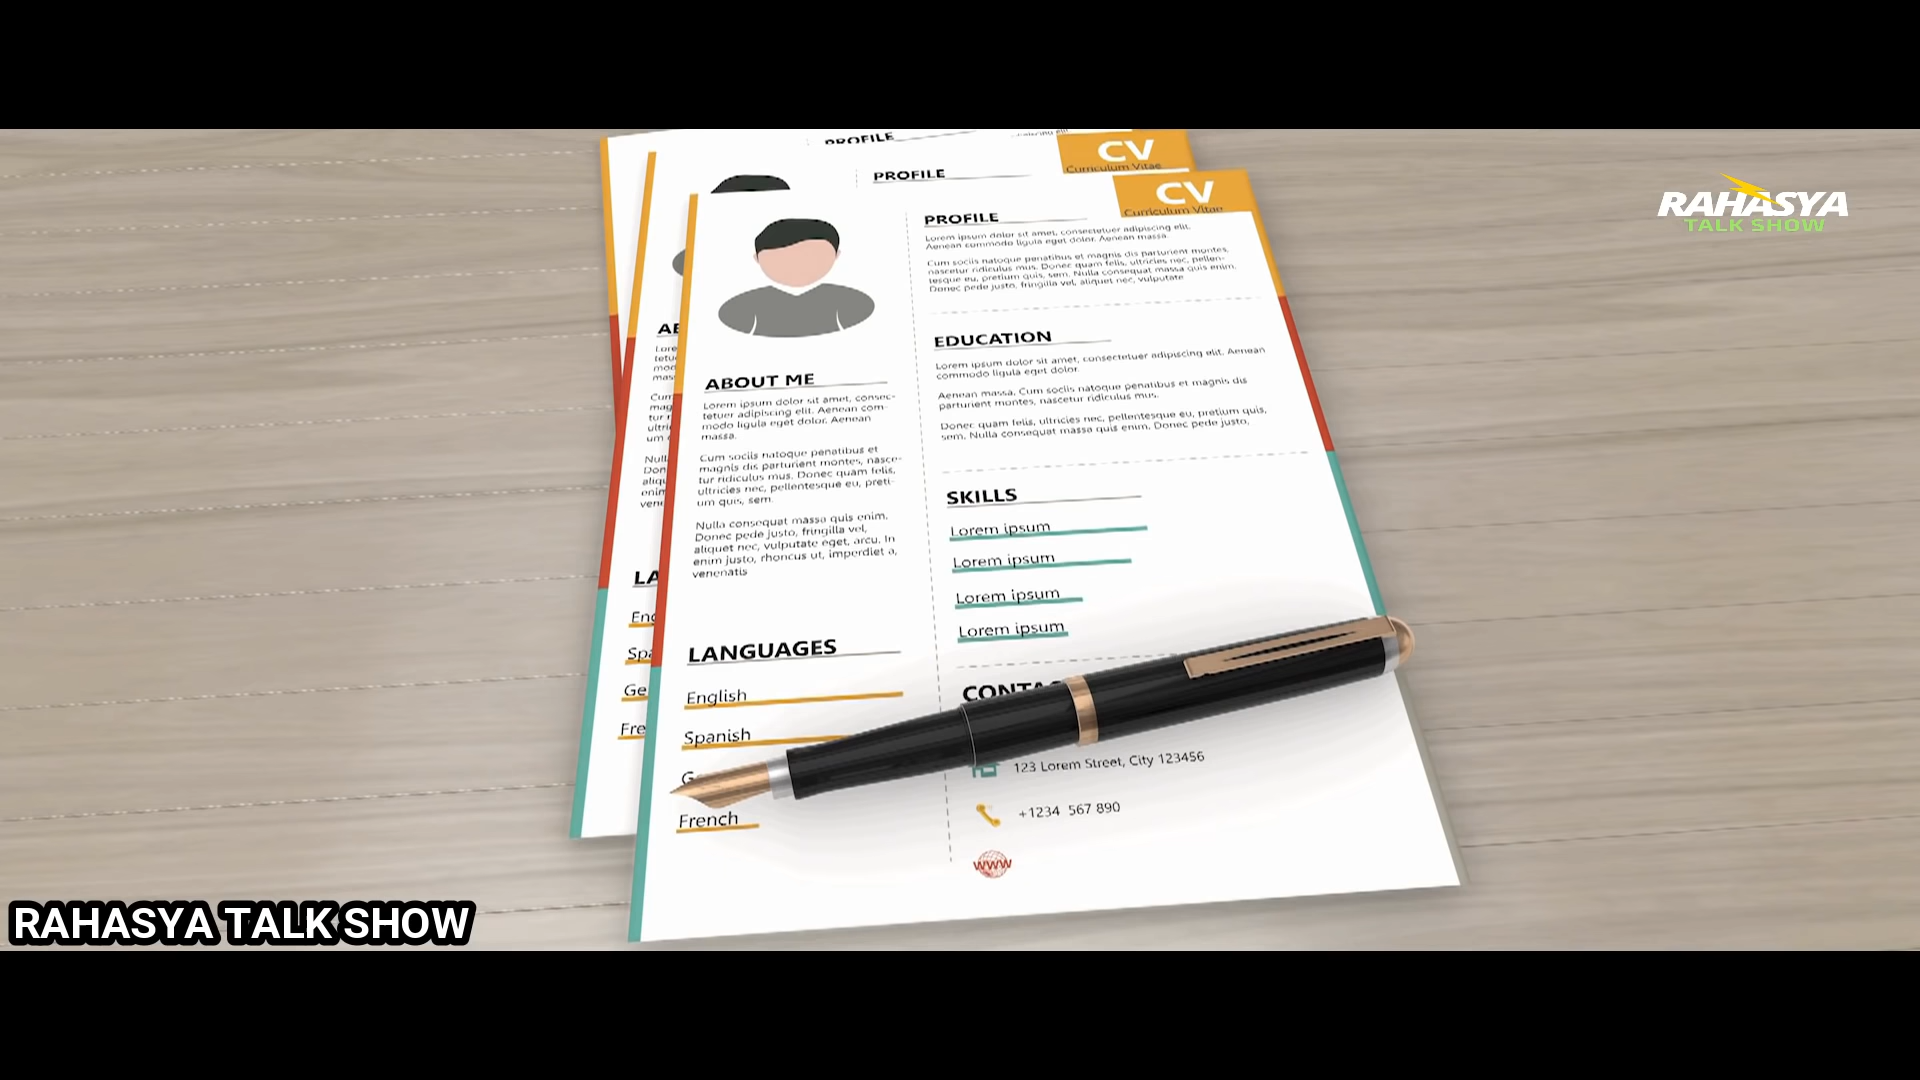 PROFILE
PROFILE
CV
Curriculum Vitae
RAHASYA
TALK SHOW
CV
Curriculum Vitae
PROFILE
Lorem ipsum dolor sit amet, consectetuer adipiscing elit.
Aenean commodo ligula eget dolor. Aenean massa.
Cum sociis natoque penatibus et magnis dis parturient montes,
nascetur ridiculus mus. Donec quam felis, ultricies nec, pellen-
tesque eu, pretium quis, sem. Nulla consequat massa quis enim.
Donec pede justo, fringilla vel, aliquet nec, vulputate
EDUCATION
Lorem ipsum dolor sit amet, consectetuer adipiscing elit. Aenean
commodo ligula eget dolor.
Aenean massa. Cum sociis natoque penatibus et magnis dis
parturient montes, nascetur ridiculus mus.
Donec quam felis, ultricies nec, pellentesque eu, pretium quis,
sem. Nulla consequat massa quis enim. Donec pede justo,
ABOUT ME
Lorem ipsum dolor sit amet, consec-
tetuer adipiscing elit. Aenean com-
modo ligula eget dolor. Aenean
massa.
Cum sociis natoque penatibus et
magnis dis parturient montes, nasce-
tur ridiculus mus. Donec quam felis,
ultricies nec, pellentesque eu, preti-
um quis, sem.
Nulla consequat massa quis enim.
Donec pede justo, fringilla vel,
aliquet nec, vulputate eget, arcu. In
enim justo, rhoncus ut, imperdiet a,
venenatis
SKILLS
Lorem ipsum
Lorem ipsum
Lorem ipsum
Lorem ipsum
LANGUAGES
English
Spanish
French
123 Lorem Street, City 123456
+1234 567 890
www
RAHASYA TALK SHOW